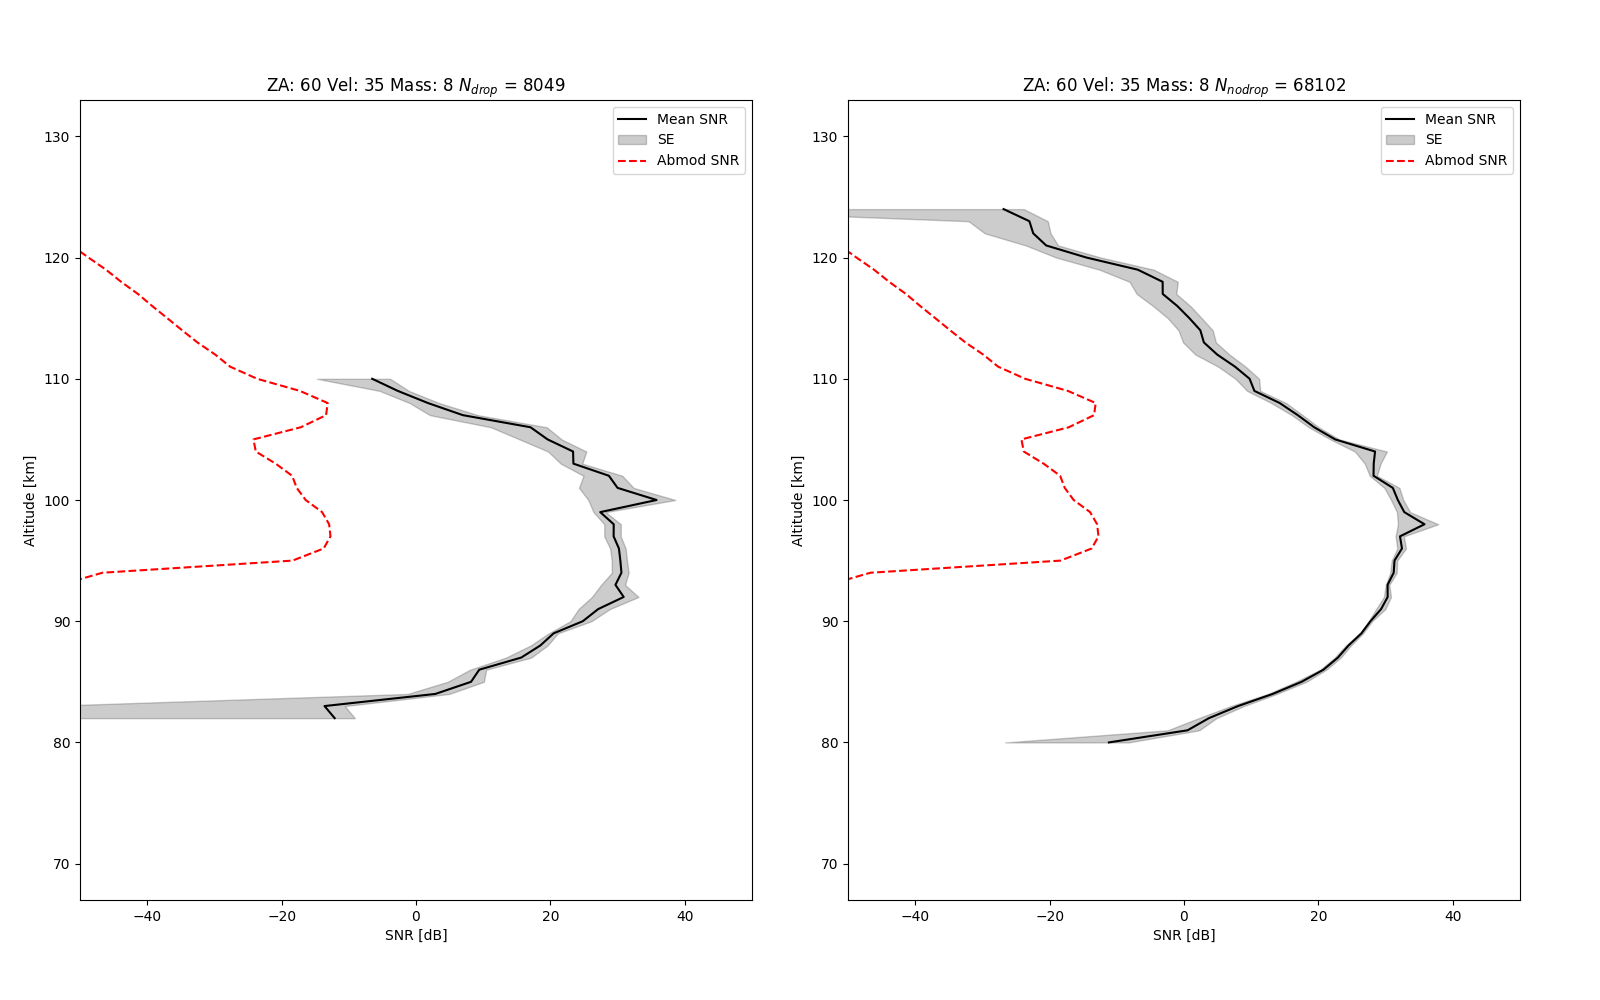 ZA: 60 Vel: 35 Mass: 8 N_drop = 8049
Mean SNR
SE
Abmod SNR
130
120
110
100
90
80
70
Altitude [km]
−40
−20
0
20
40
SNR [dB]
ZA: 60 Vel: 35 Mass: 8 N_nodrop = 68102
Mean SNR
SE
Abmod SNR
130
120
110
100
90
80
70
Altitude [km]
−40
−20
0
20
40
SNR [dB]